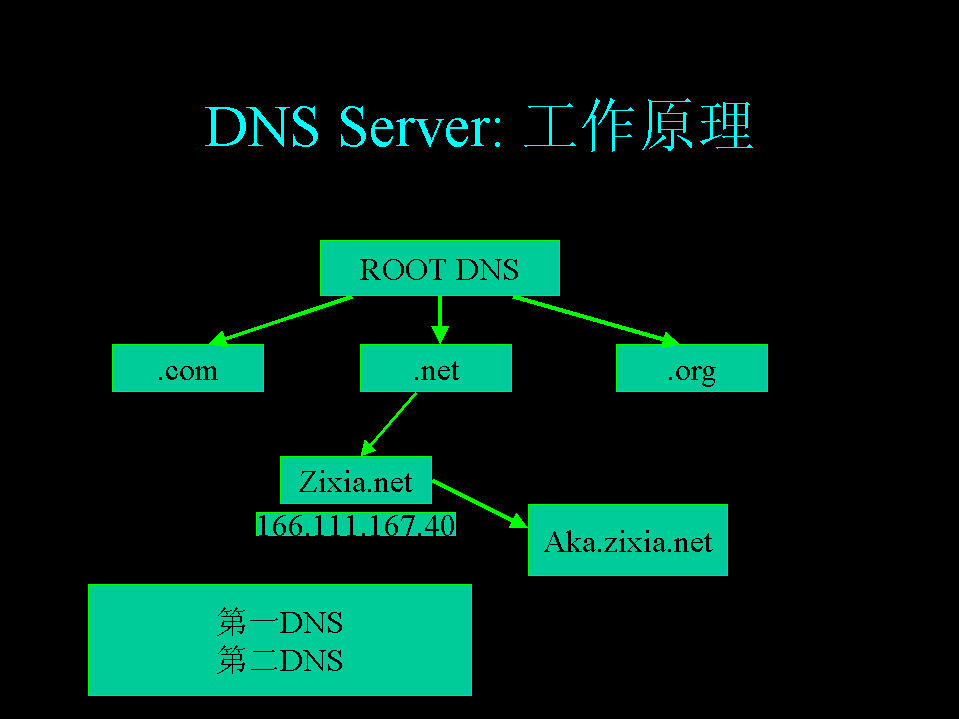 DNS Server: 工作原理
ROOT DNS
.com
.net
.org
Zixia.net
166.111.167.40
Aka.zixia.net
第一DNS
第二DNS